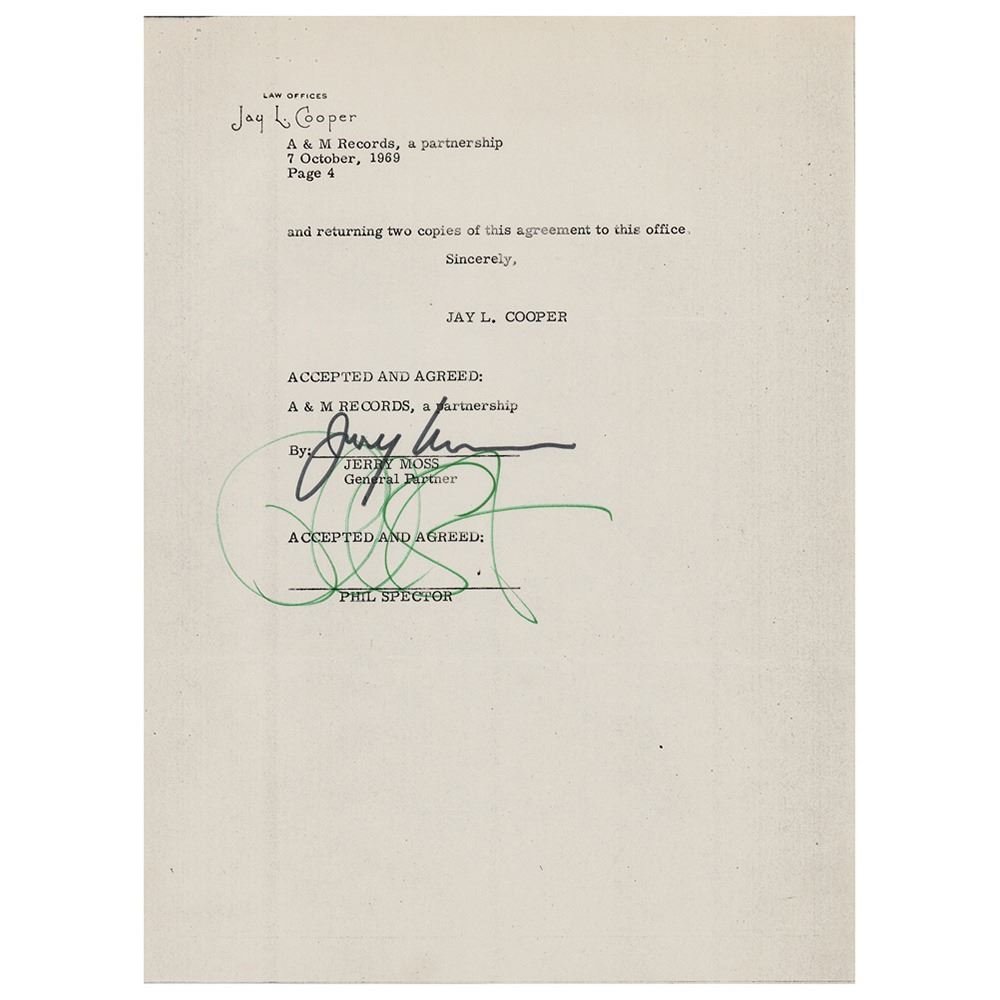 LAW OFFICES
Jay L. Cooper
A & M Records, a partnership
7 October, 1969
Page 4
and returning two copies of this agreement to this office.
Sincerely,
JAY L. COOPER
ACCEPTED AND AGREED:
A & M RECORDS, a partnership
By: Jerry Moss
JERRY MOSS
General Partner
ACCEPTED AND AGREED:
PHIL SPECTOR